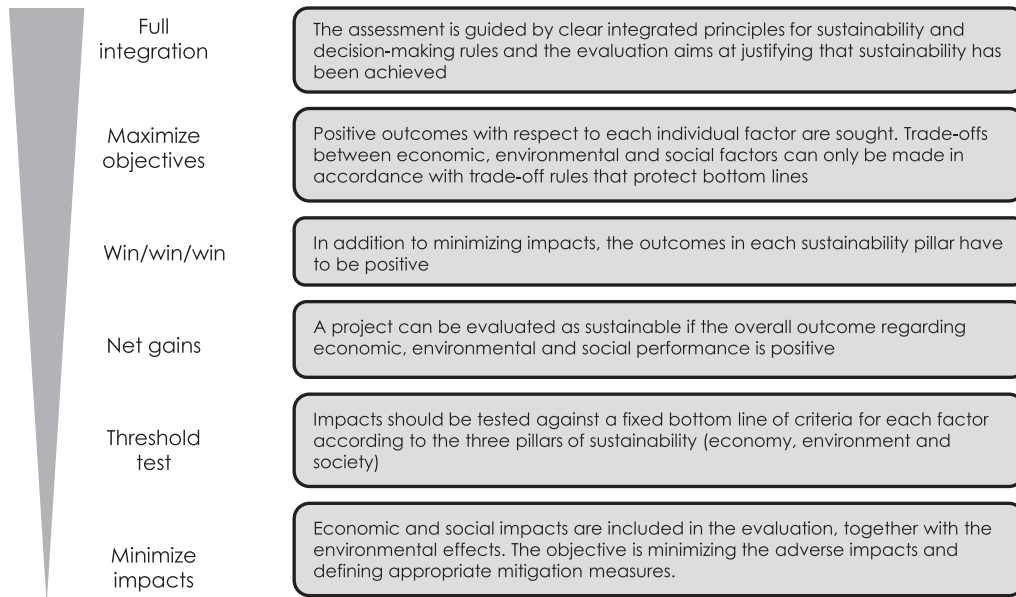 Full
integration
The assessment is guided by clear integrated principles for sustainability and
decision-making rules and the evaluation aims at justifying that sustainability has
been achieved
Maximize
objectives
Positive outcomes with respect to each individual factor are sought. Trade-offs
between economic, environmental and social factors can only be made in
accordance with trade-off rules that protect bottom lines
Win/win/win
In addition to minimizing impacts, the outcomes in each sustainability pillar have
to be positive
Net gains
A project can be evaluated as sustainable if the overall outcome regarding
economic, environmental and social performance is positive
Threshold
test
Impacts should be tested against a fixed bottom line of criteria for each factor
according to the three pillars of sustainability (economy, environment and
society)
Minimize
impacts
Economic and social impacts are included in the evaluation, together with the
environmental effects. The objective is minimizing the adverse impacts and
defining appropriate mitigation measures.